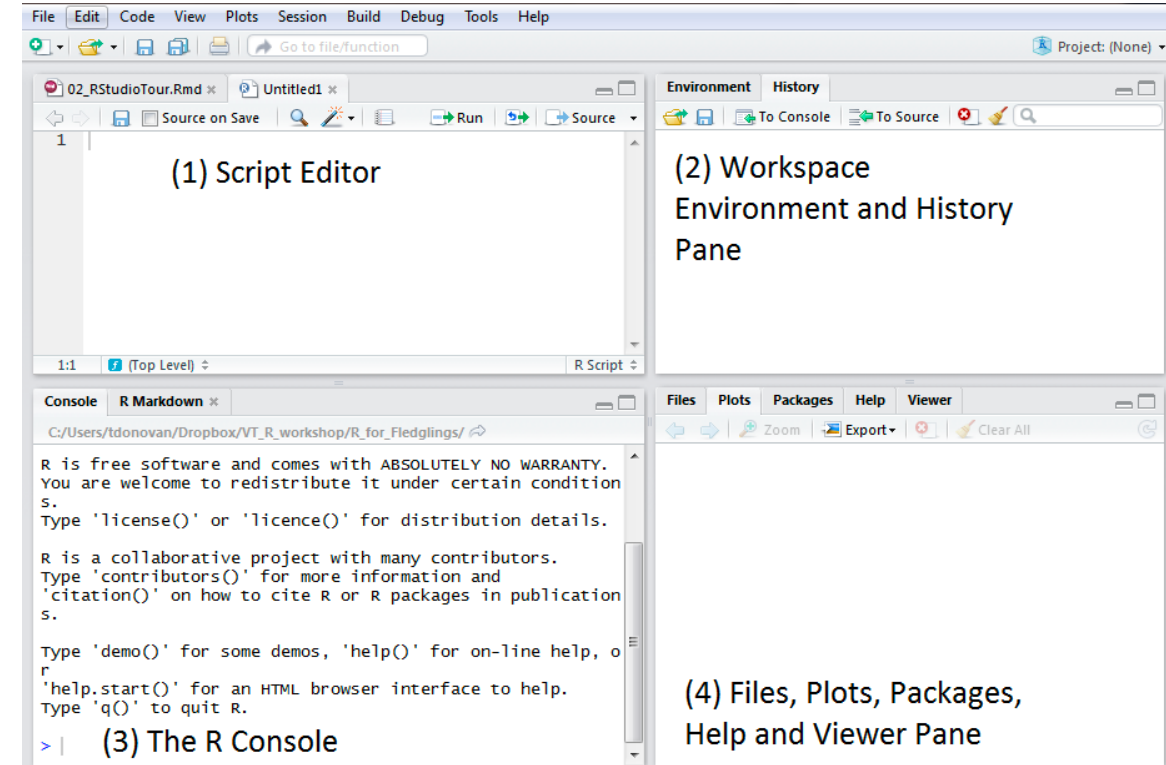 File Edit Code View Plots Session Build Debug Tools Help
Go to file/function
Project: (None)
02_RStudioTour.Rmd
Untitled1
Source on Save
Run
Source
1
(1) Script Editor
1:1
(Top Level)
R Script
Environment History
To Console
To Source
(2) Workspace
Environment and History
Pane
Console R Markdown
C:/Users/tdonovan/Dropbox/VT_R_workshop/R_for_Fledglings/
R is free software and comes with ABSOLUTELY NO WARRANTY.
You are welcome to redistribute it under certain condition
s.
Type 'license()' or 'licence()' for distribution details.
R is a collaborative project with many contributors.
Type 'contributors()' for more information and
'citation()' on how to cite R or R packages in publication
s.
Type 'demo()' for some demos, 'help()' for on-line help, o
r
'help.start()' for an HTML browser interface to help.
Type 'q()' to quit R.
>
(3) The R Console
Files Plots Packages Help Viewer
Zoom
Export
Clear All
(4) Files, Plots, Packages,
Help and Viewer Pane